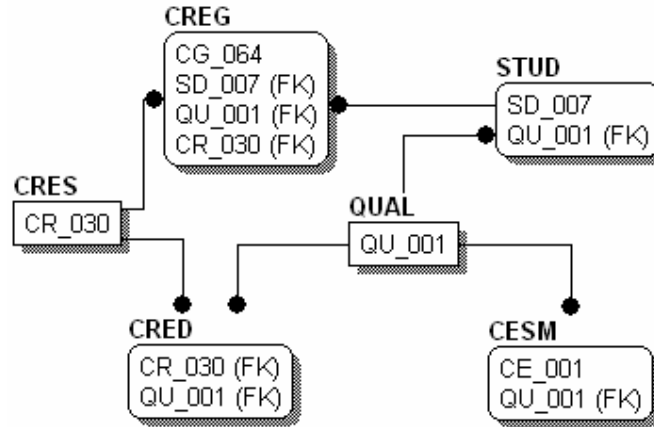 CREG
CG_064
SD_007 (FK)
QU_001 (FK)
CR_030 (FK)
STUD
SD_007
QU_001 (FK)
CRES
CR_030
QUAL
QU_001
CRED
CR_030 (FK)
QU_001 (FK)
CESM
CE_001
QU_001 (FK)